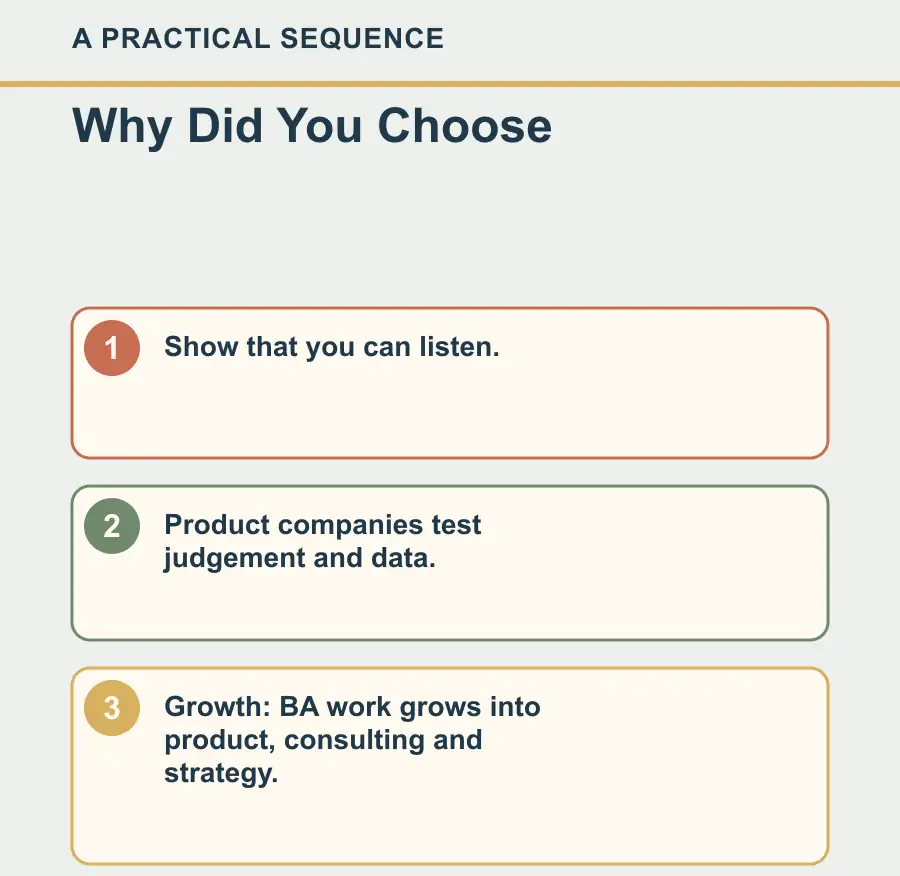 A PRACTICAL SEQUENCE
Why Did You Choose
1
Show that you can listen.
2
Product companies test
judgement and data.
3
Growth: BA work grows into
product, consulting and
strategy.